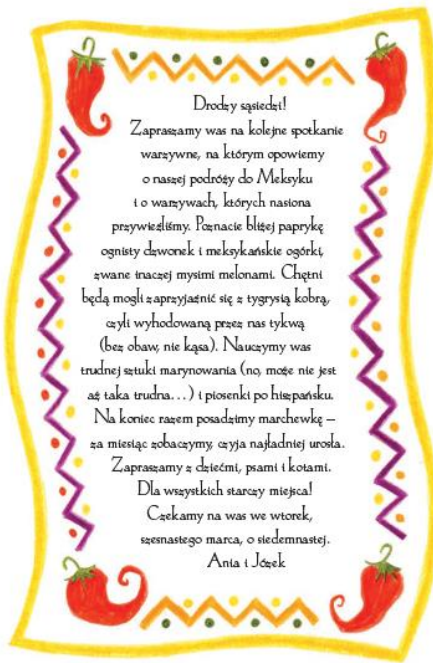 Drodzy sąsiedzi!
Zapraszamy was na kolejne spotkanie
warzywne, na którym opowiemy
o naszej podróży do Meksyku
i o warzywach, których nasiona
przywieźliśmy. Poznacie bliżej paprykę
ognisty dzwonek i meksykańskie ogórki,
zwane inaczej mysimi melonami. Chętni
będą mogli zaprzyjaźnić się z tygrysią kobrą,
czyli wyhodowaną przez nas tykwą
(bez obaw, nie kąsa). Nauczymy was
trudnej sztuki marynowania (no, może nie jest
aż taka trudna...) i piosenki po hiszpańsku.
Na koniec razem posadzimy marchewkę –
za miesiąc zobaczymy, czyja najładniej urosła.
Zapraszamy z dziećmi, psami i kotami.
Dla wszystkich starczy miejsca!
Czekamy na was we wtorek,
szesnastego marca, o siedemnastej.
Ania i Józek